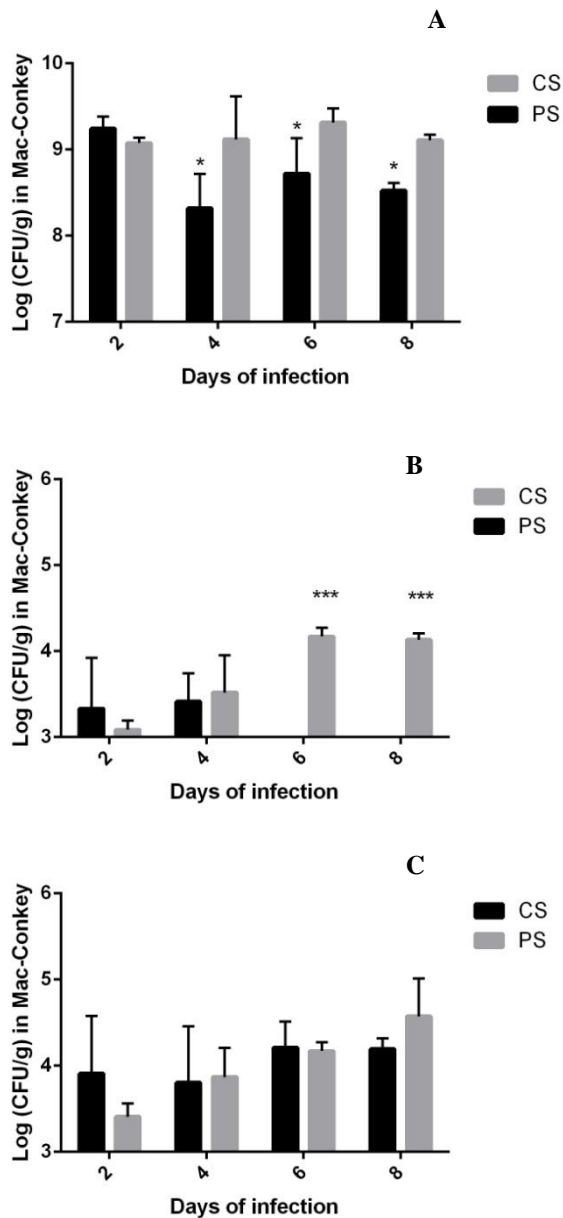 A
Log (CFU/g) in Mac-Conkey
10
9
8
7
* * *
2 4 6 8
Days of infection
CS
PS
B
Log (CFU/g) in Mac-Conkey
6
5
4
3
*** ***
2 4 6 8
Days of infection
CS
PS
C
Log (CFU/g) in Mac-Conkey
6
5
4
3
2 4 6 8
Days of infection
CS
PS